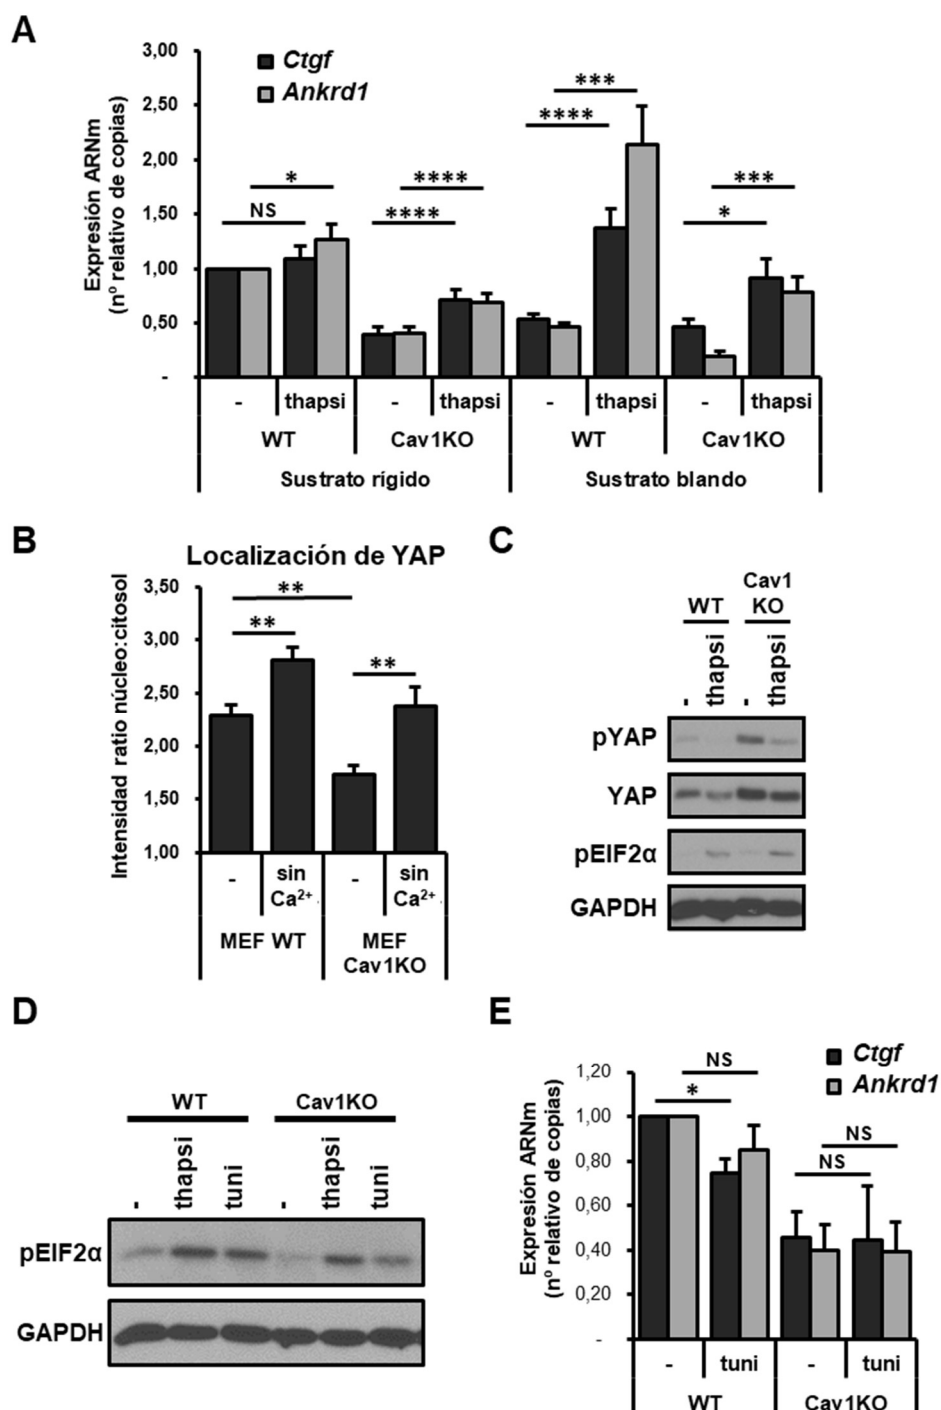 A
Expresión ARNm
(nº relativo de copias)
3,00
2,50
2,00
1,50
1,00
0,50
-
Ctgf
Ankrd1
NS
*
****
****
****
***
*
***
- thapsi - thapsi - thapsi - thapsi
WT Cav1KO WT Cav1KO
Sustrato rígido Sustrato blando
B
Localización de YAP
Intensidad ratio núcleo:citosol
3,50
3,00
2,50
2,00
1,50
1,00
**
**
**
- sin - sin
Ca²⁺ Ca²⁺
MEF WT MEF
Cav1KO
C
WT Cav1
KO
- thapsi - thapsi
pYAP
YAP
pEIF2α
GAPDH
D
WT Cav1KO
- thapsi tuni - thapsi tuni
pEIF2α
GAPDH
E
Expresión ARNm
(nº relativo de copias)
Ctgf
Ankrd1
1,20
1,00
0,80
0,60
0,40
0,20
-
NS
*
NS
NS
- tuni - tuni
WT Cav1KO